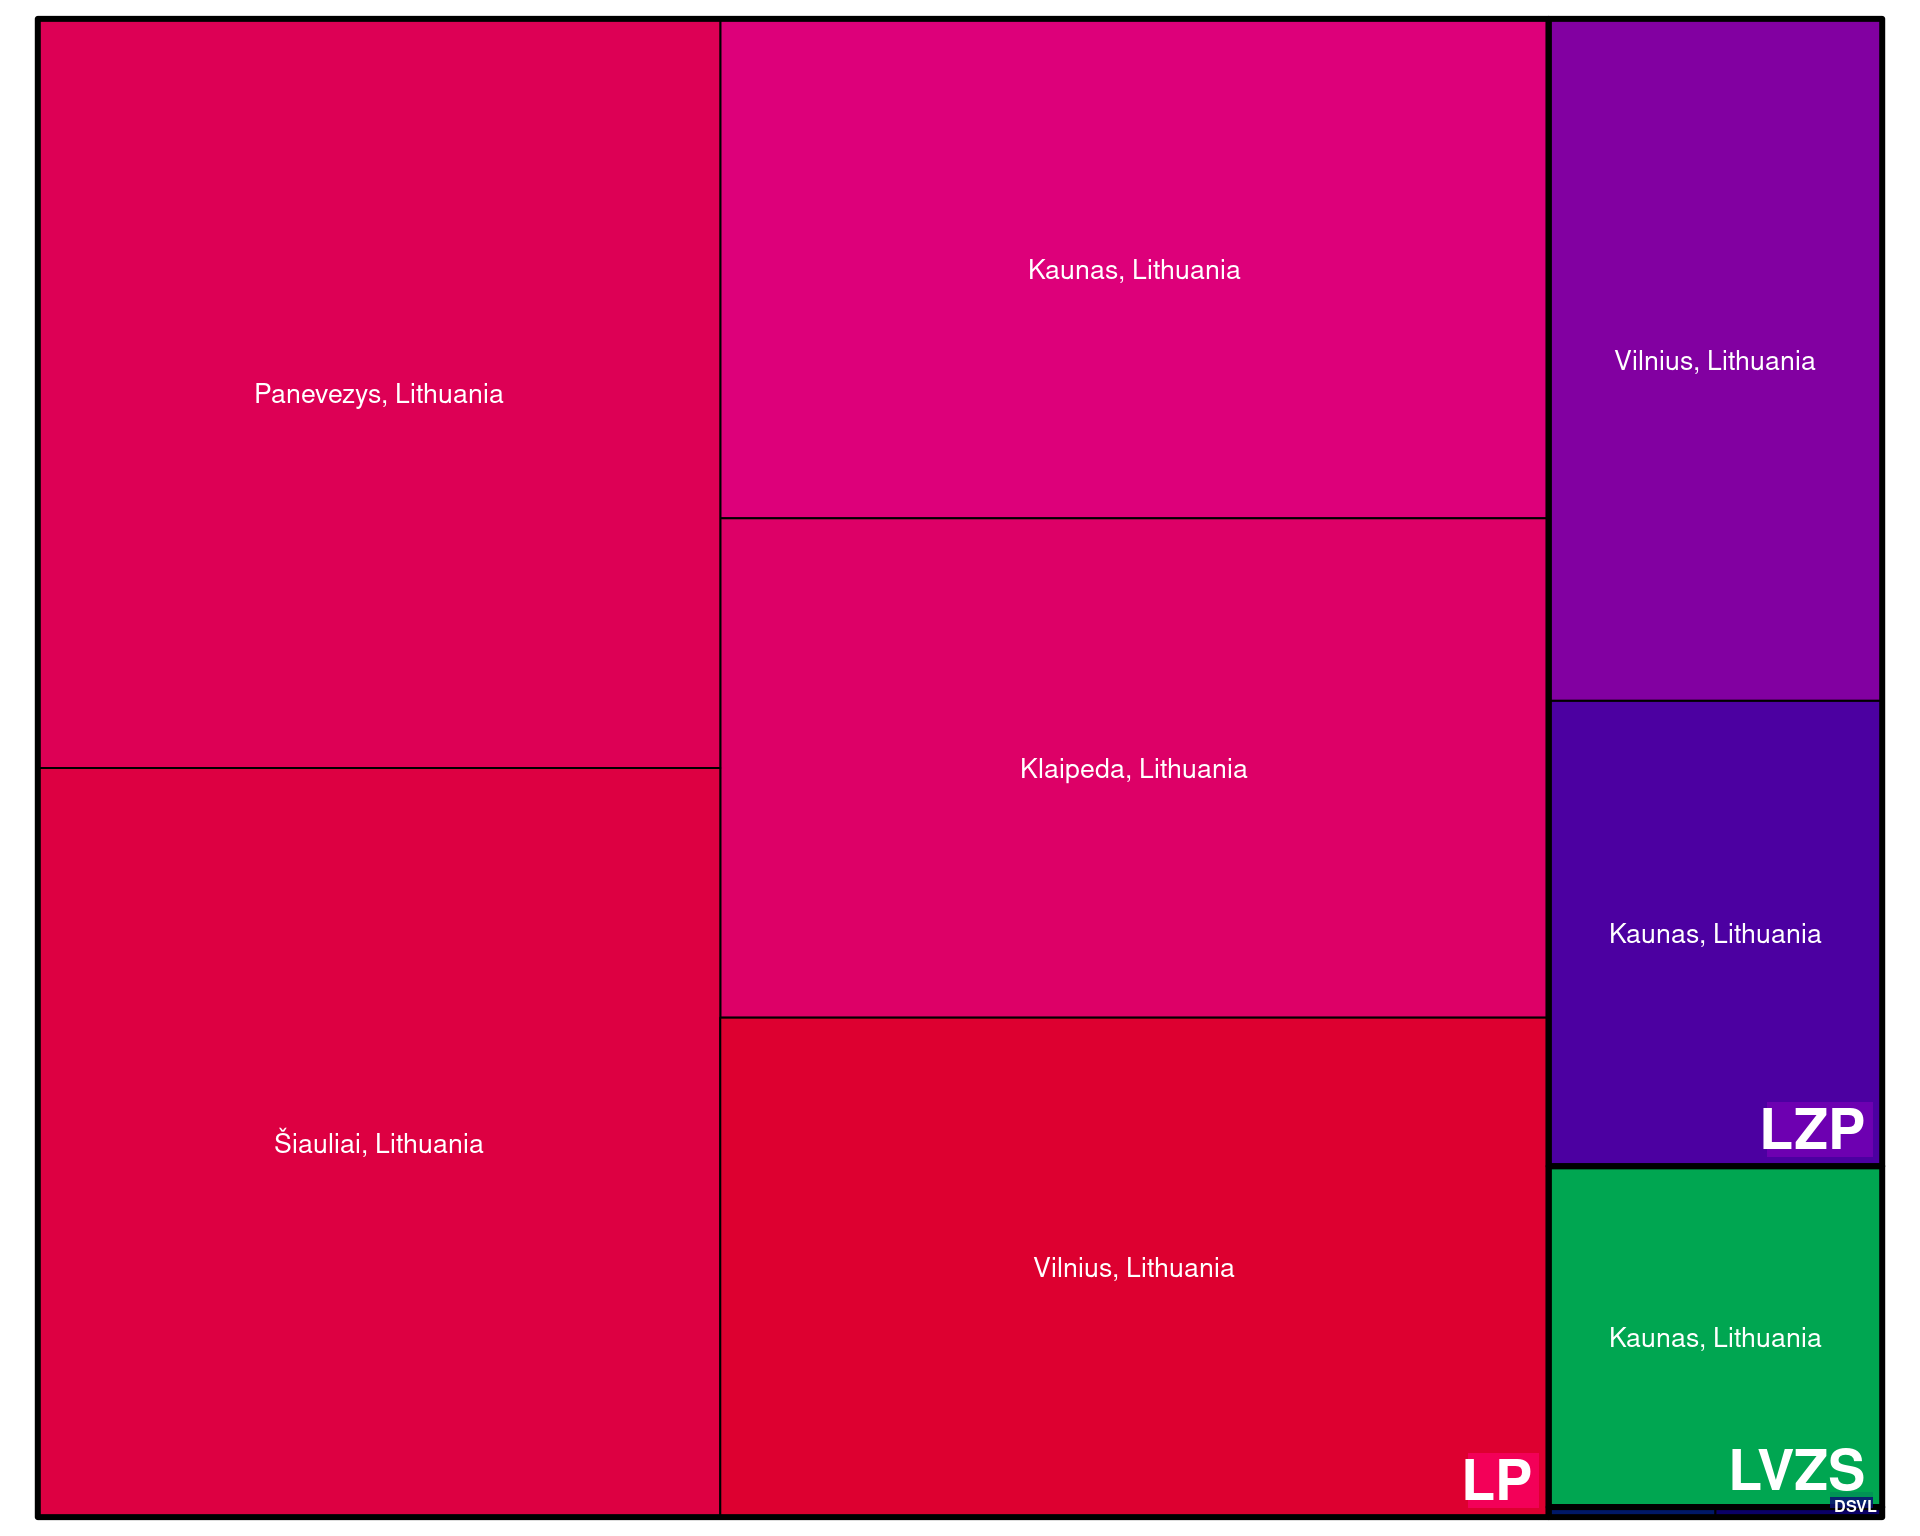 Panevezys, Lithuania
Šiauliai, Lithuania
Kaunas, Lithuania
Klaipeda, Lithuania
Vilnius, Lithuania
LP
Vilnius, Lithuania
Kaunas, Lithuania
LZP
Kaunas, Lithuania
LVZS
DSVL